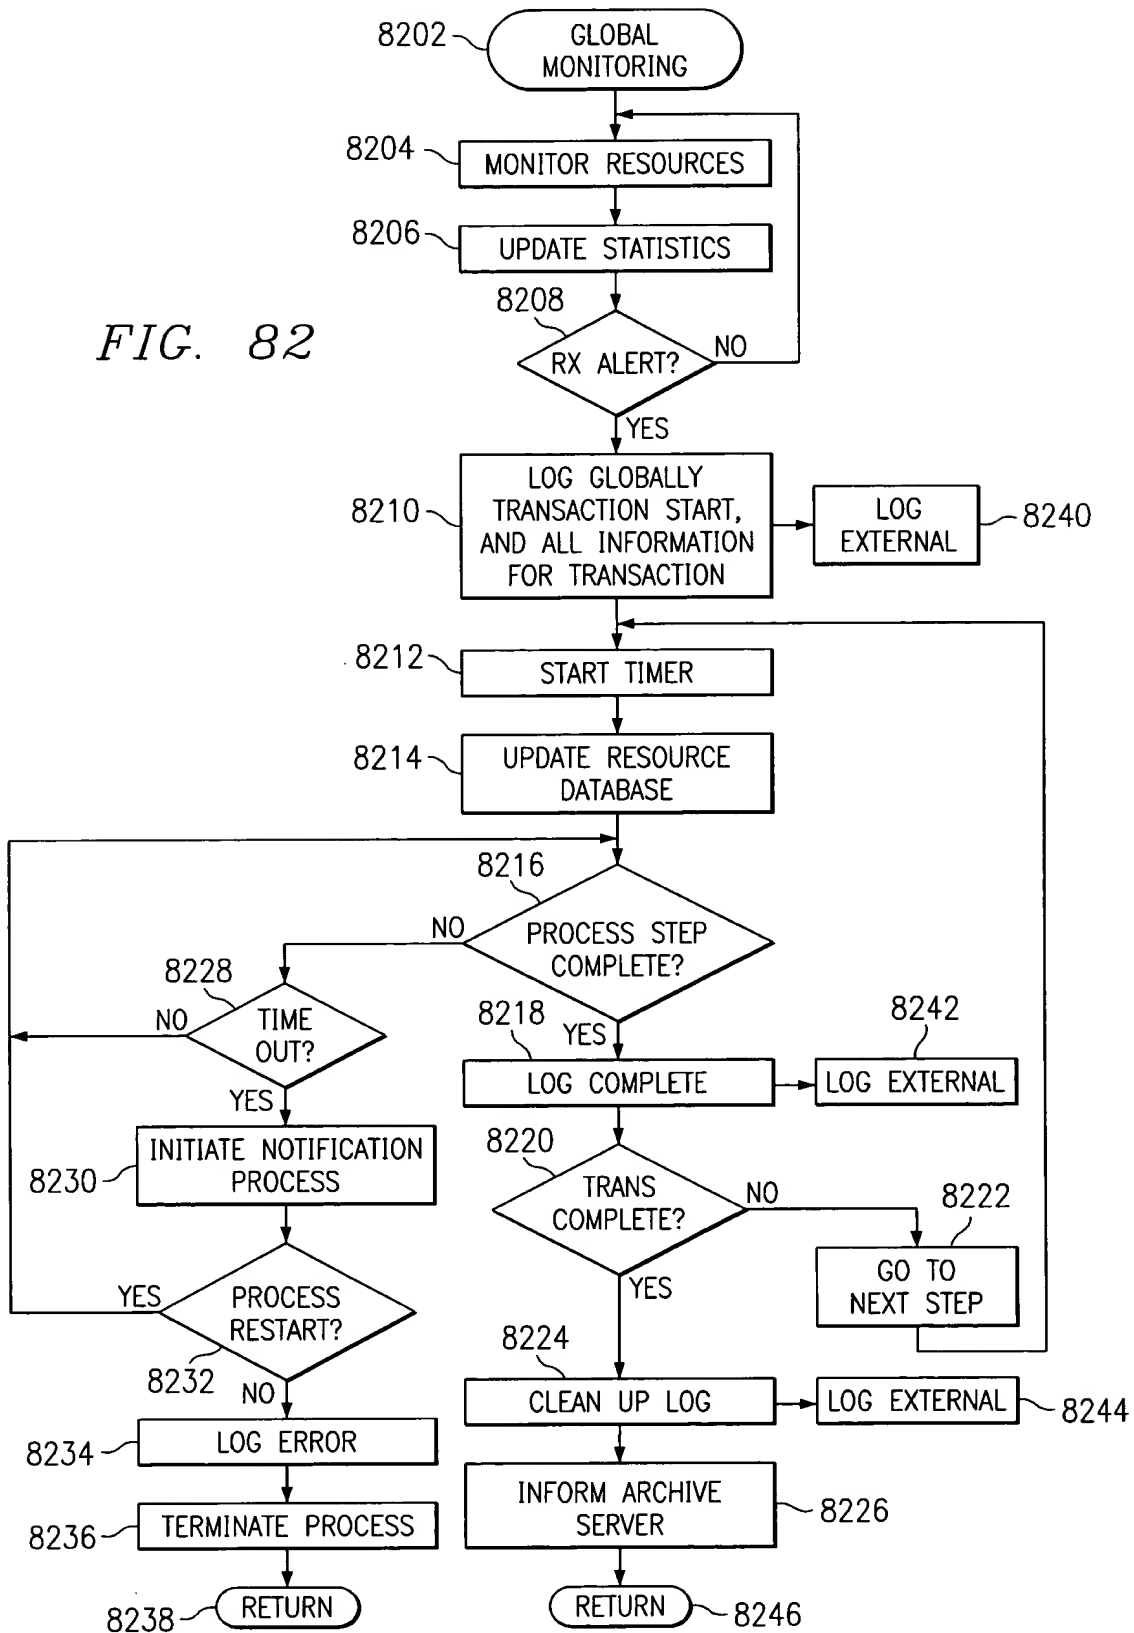 8202
GLOBAL
MONITORING
8204
MONITOR RESOURCES
8206
UPDATE STATISTICS
8208
FIG. 82
RX ALERT?
NO
YES
8210
LOG GLOBALLY
TRANSACTION START,
AND ALL INFORMATION
FOR TRANSACTION
LOG
EXTERNAL
8240
8212
START TIMER
8214
UPDATE RESOURCE
DATABASE
8216
NO
PROCESS STEP
COMPLETE?
8228
NO
TIME
OUT?
YES
8218
YES
8242
LOG COMPLETE
LOG EXTERNAL
8230
INITIATE NOTIFICATION
PROCESS
8220
TRANS
COMPLETE?
NO
YES
8222
GO TO
NEXT STEP
YES
PROCESS
RESTART?
8232
NO
8224
CLEAN UP LOG
LOG EXTERNAL
8244
8234
LOG ERROR
INFORM ARCHIVE
SERVER
8226
8236
TERMINATE PROCESS
8238
RETURN
RETURN
8246